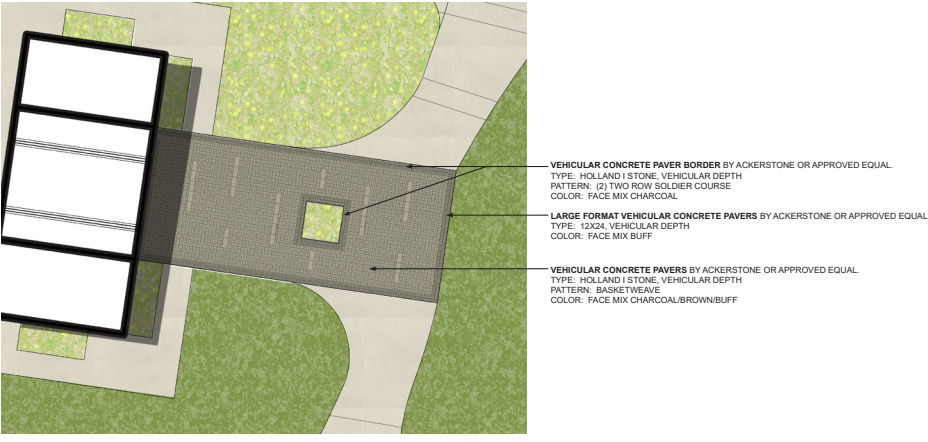 VEHICULAR CONCRETE PAVER BORDER BY ACKERSTONE OR APPROVED EQUAL.
TYPE: HOLLAND I STONE, VEHICULAR DEPTH
PATTERN: (2) TWO ROW SOLDIER COURSE
COLOR: FACE MIX CHARCOAL
LARGE FORMAT VEHICULAR CONCRETE PAVERS BY ACKERSTONE OR APPROVED EQUAL
TYPE: 12X24, VEHICULAR DEPTH
COLOR: FACE MIX BUFF
VEHICULAR CONCRETE PAVERS BY ACKERSTONE OR APPROVED EQUAL.
TYPE: HOLLAND I STONE, VEHICULAR DEPTH
PATTERN: BASKETWEAVE
COLOR: FACE MIX CHARCOAL/BROWN/BUFF